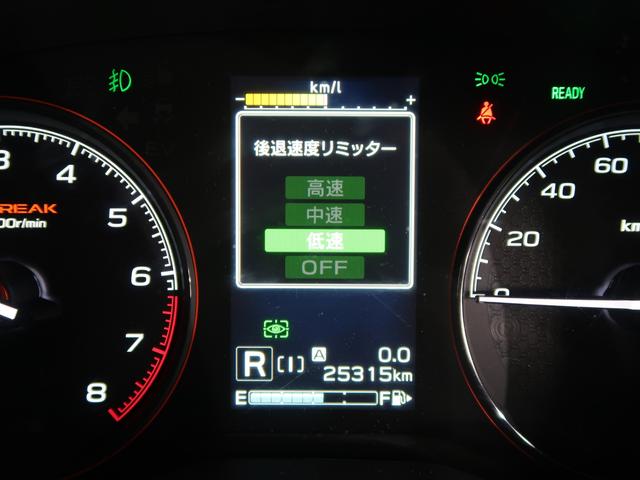 km/l
- +
後退速度リミッター
高速
中速
低速
OFF
READY
3
4
5
6
7
8
REAK
00r/min
60
40
20
0
km
R [I] A 0.0
25315km
E F